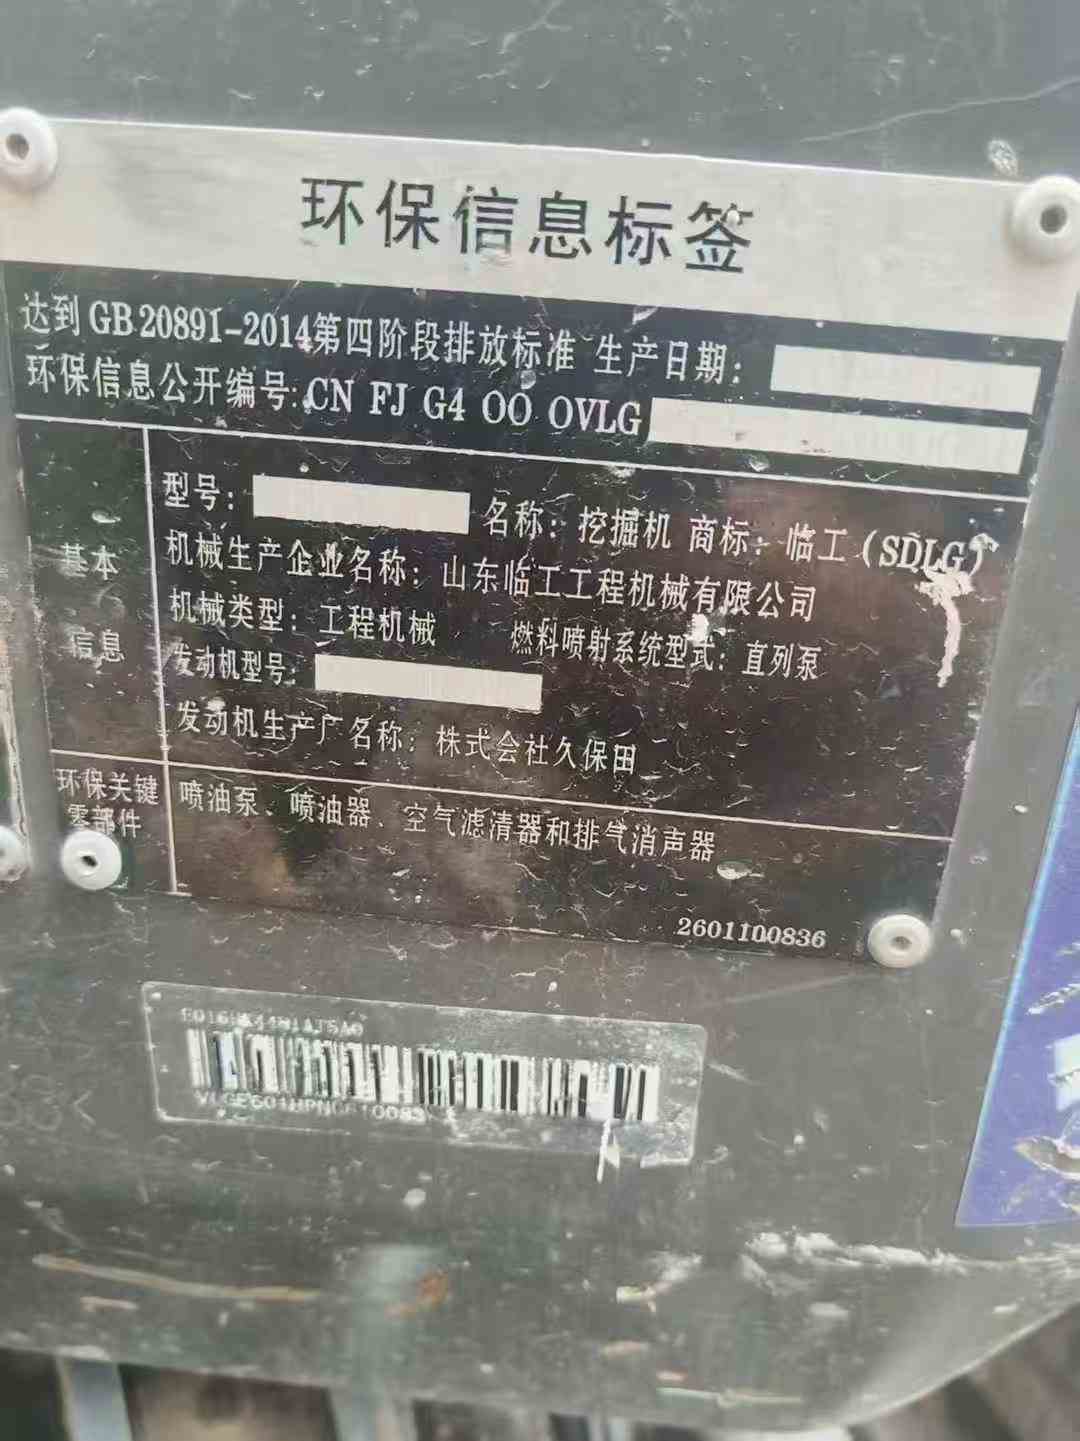 环保信息标签
达到GB20891-2014第四阶段排放标准 生产日期:
环保信息公开编号:CN FJ G4 00 0VLG
基本信息
型号: 名称: 挖掘机 商标: 临工(SDLG)
机械生产企业名称: 山东临工工程机械有限公司
机械类型: 工程机械 燃料喷射系统型式: 直列泵
发动机型号:
发动机生产厂名称: 株式会社久保田
环保关键零部件
喷油泵、喷油器、空气滤清器和排气消声器
2601100836